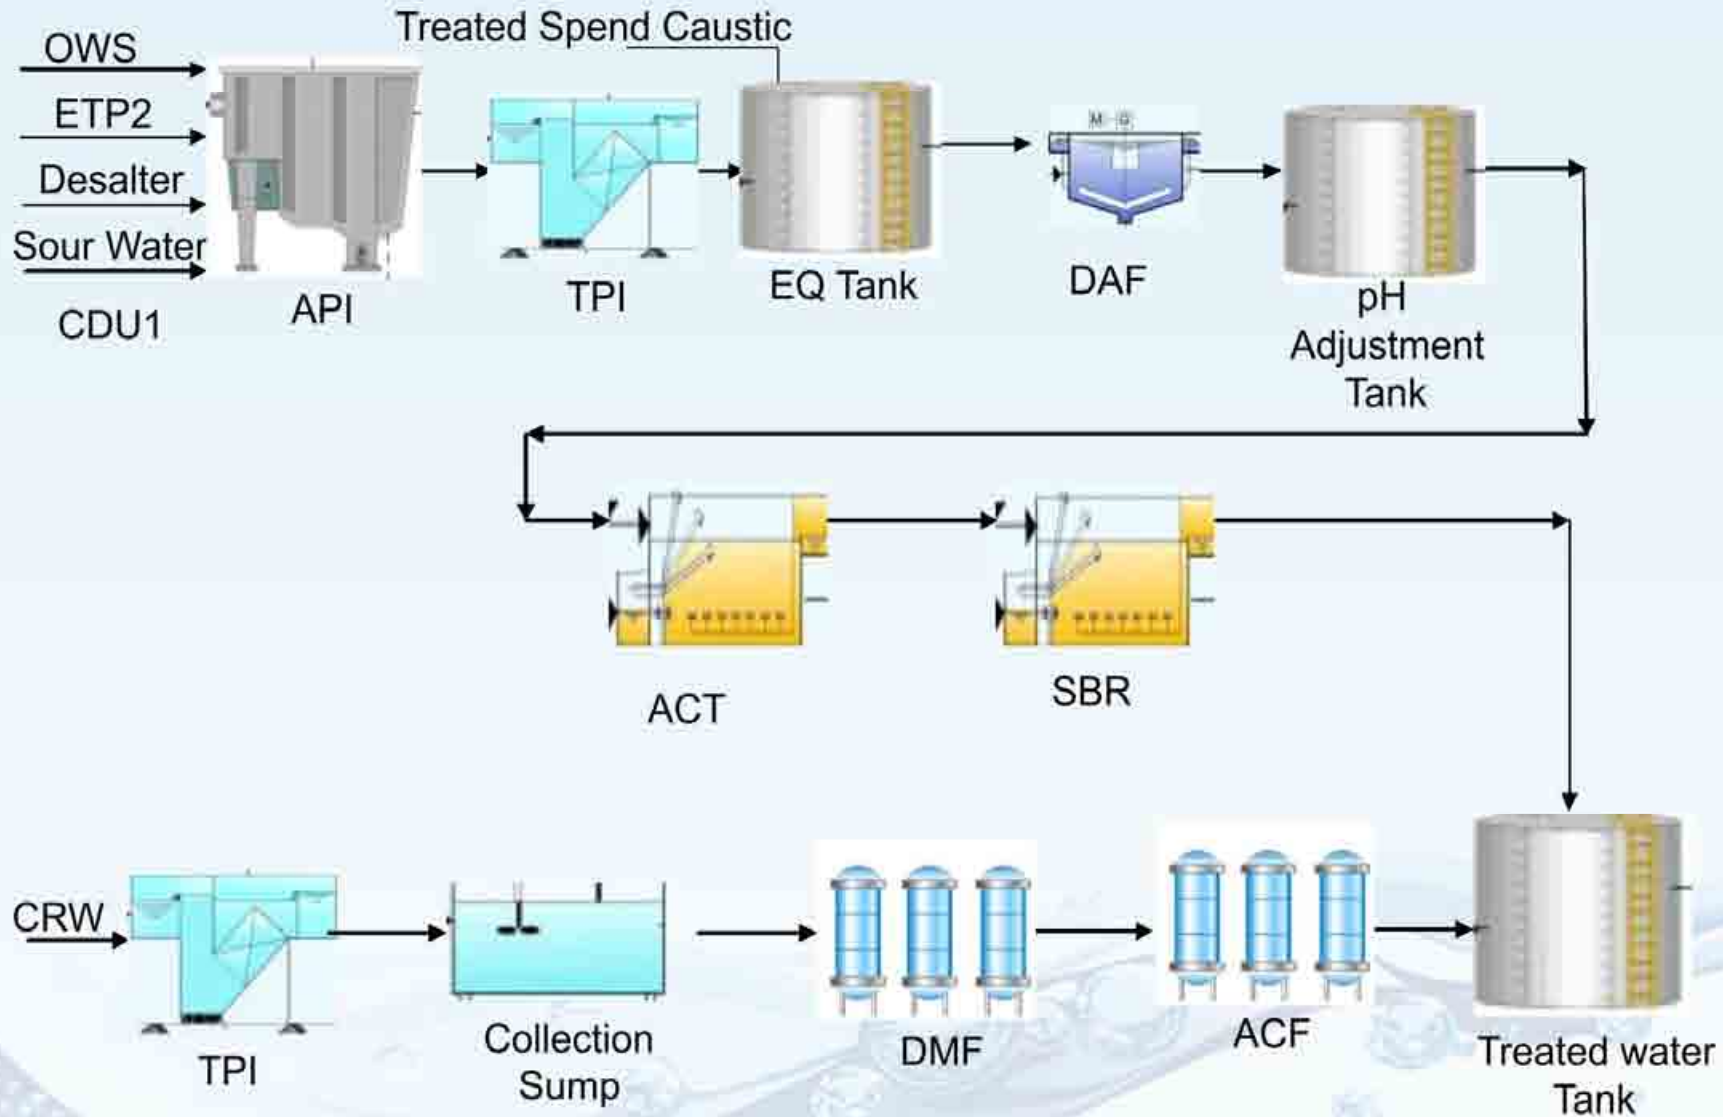 Treated Spend Caustic
OWS
ETP2
Desalter
Sour Water
CDU1
API
TPI
EQ Tank
M G
DAF
pH
Adjustment
Tank
ACT
SBR
CRW
TPI
Collection
Sump
DMF
ACF
Treated water
Tank